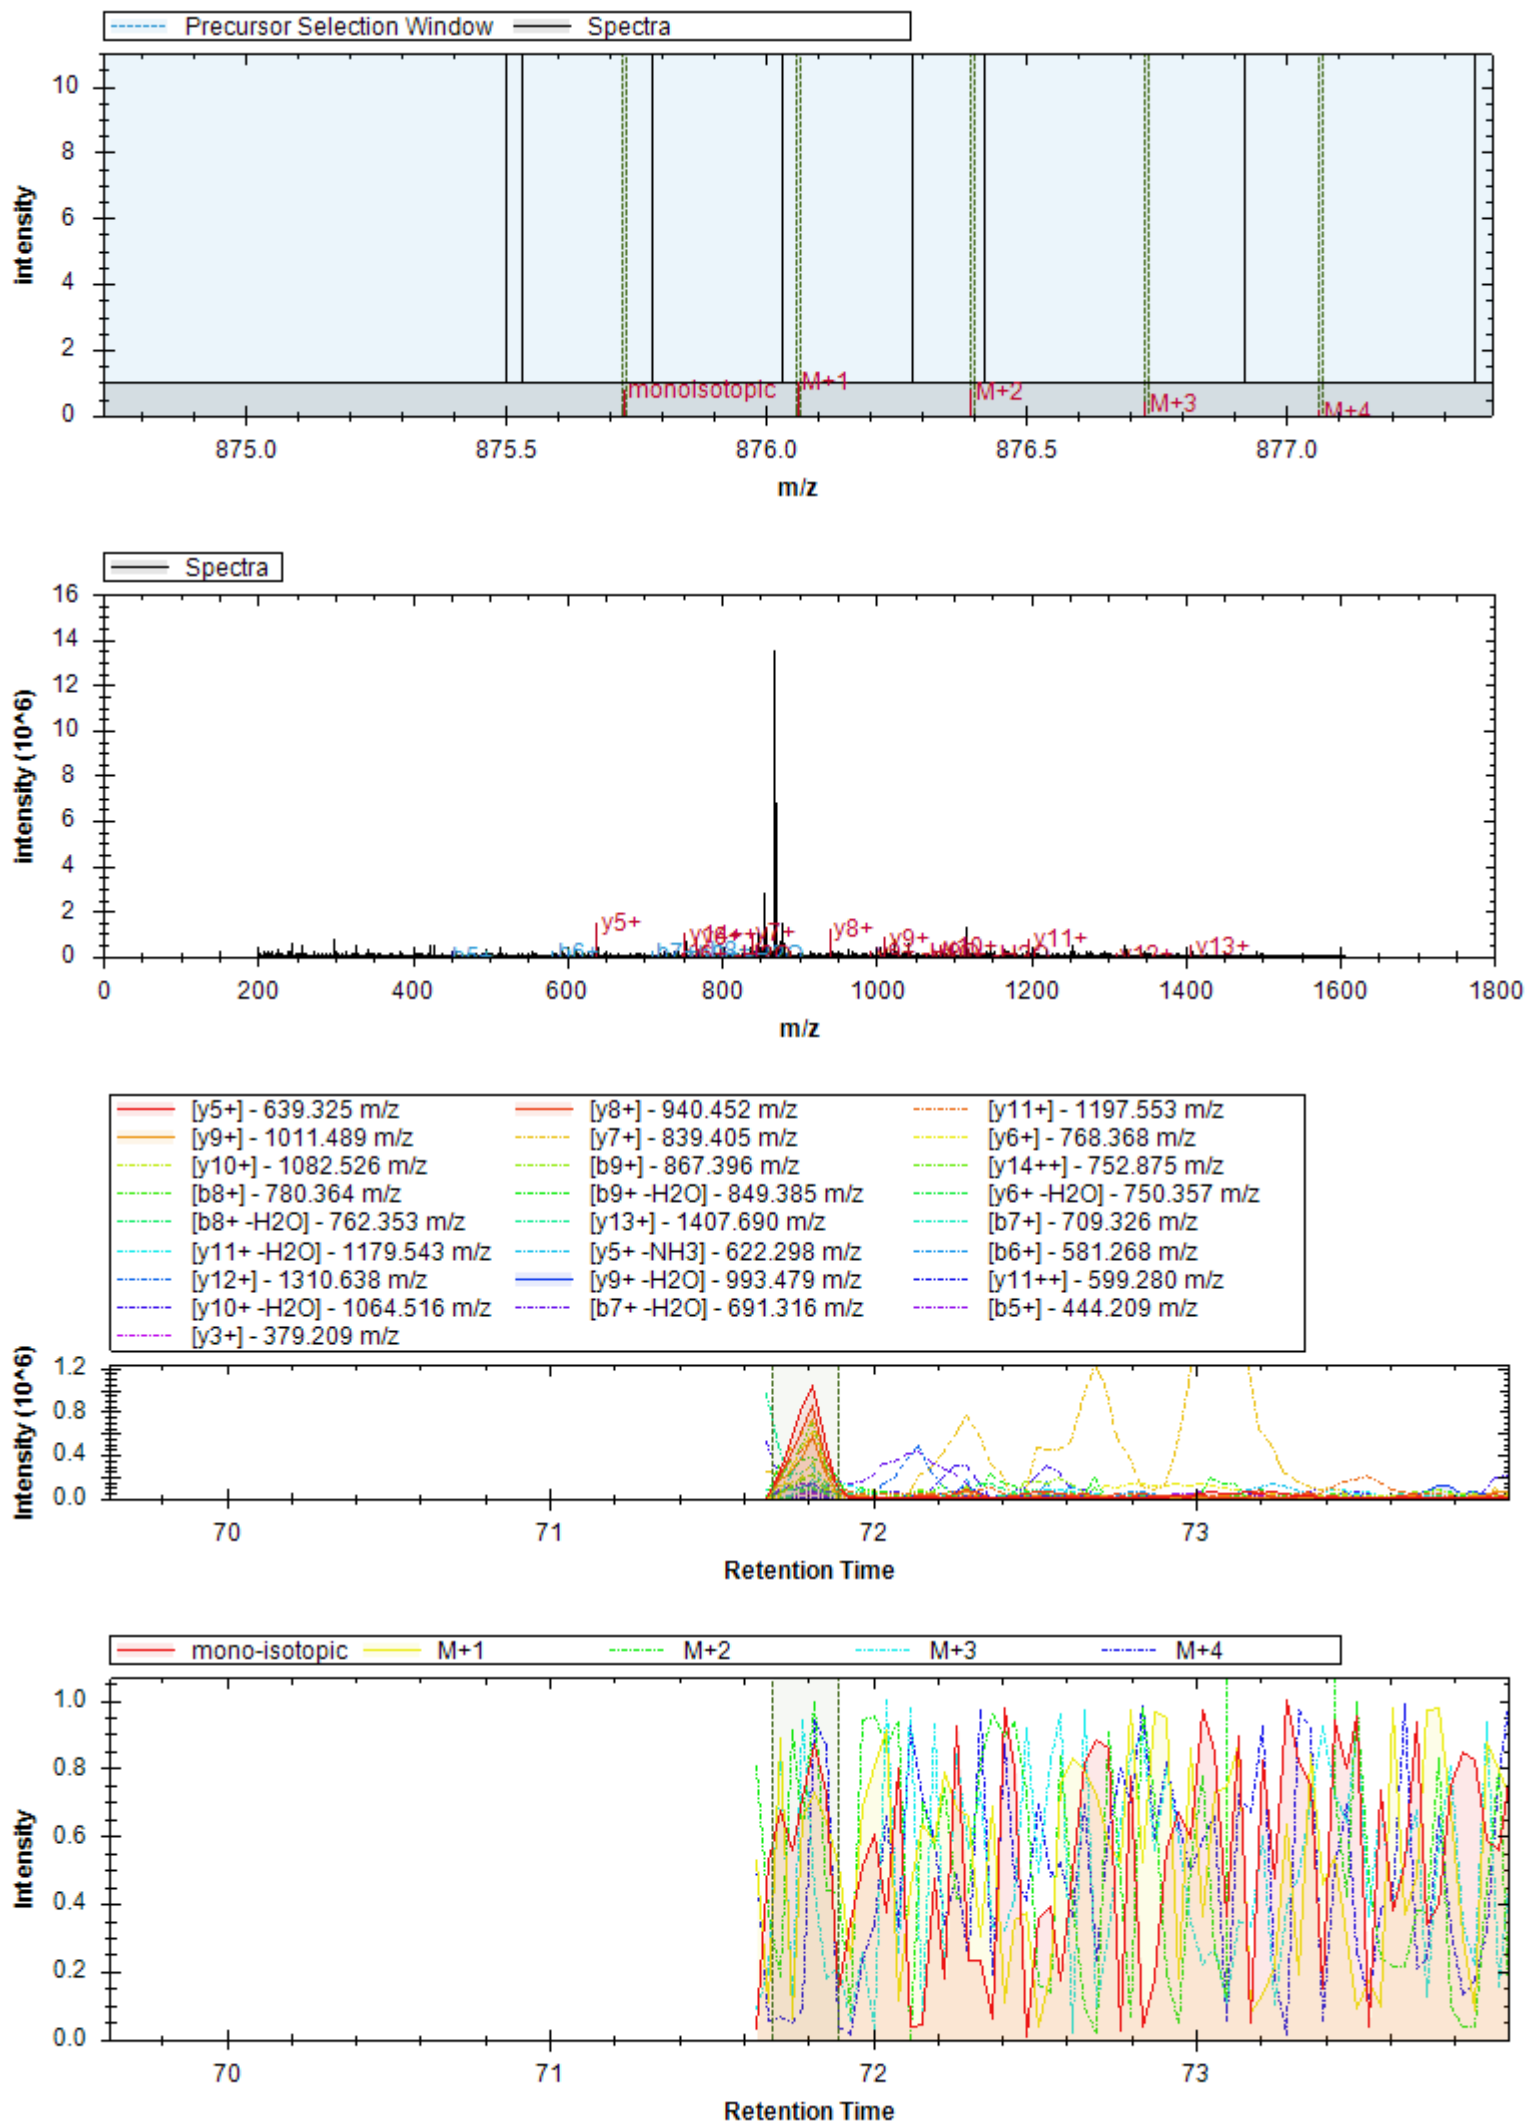 Precursor Selection Window Spectra
10
8
6
4
2
0
intensity
monoisotopic M+1 M+2 M+3 M+4
875.0 875.5 876.0 876.5 877.0
m/z
Spectra
16
14
12
10
8
6
4
2
0
intensity (10^6)
y5+ y8+ y9+ y11+ y13+
b6+
0 200 400 600 800 1000 1200 1400 1600 1800
m/z
[y5+] - 639.325 m/z [y8+] - 940.452 m/z [y11+] - 1197.553 m/z
[y9+] - 1011.489 m/z [y7+] - 839.405 m/z [y6+] - 768.368 m/z
[y10+] - 1082.526 m/z [b9+] - 867.396 m/z [y14++] - 752.875 m/z
[b8+] - 780.364 m/z [b9+ -H2O] - 849.385 m/z [y6+ -H2O] - 750.357 m/z
[b8+ -H2O] - 762.353 m/z [y13+] - 1407.690 m/z [b7+] - 709.326 m/z
[y11+ -H2O] - 1179.543 m/z [y5+ -NH3] - 622.298 m/z [b6+] - 581.268 m/z
[y12+] - 1310.638 m/z [y9+ -H2O] - 993.479 m/z [y11++] - 599.280 m/z
[y10+ -H2O] - 1064.516 m/z [b7+ -H2O] - 691.316 m/z [b5+] - 444.209 m/z
[y3+] - 379.209 m/z
1.2
0.8
0.4
0.0
Intensity (10^6)
70 71 72 73
Retention Time
mono-isotopic M+1 M+2 M+3 M+4
1.0
0.8
0.6
0.4
0.2
0.0
Intensity
70 71 72 73
Retention Time